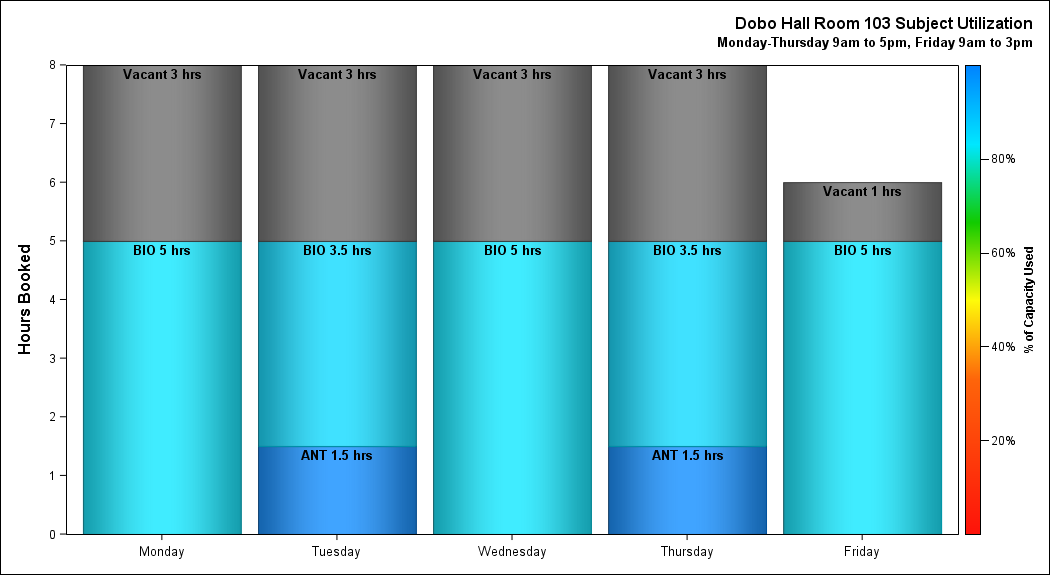 Dobo Hall Room 103 Subject Utilization
Monday-Thursday 9am to 5pm, Friday 9am to 3pm
Hours Booked
8
7
6
5
4
3
2
1
0
Vacant 3 hrs
BIO 5 hrs
Vacant 3 hrs
BIO 3.5 hrs
ANT 1.5 hrs
Vacant 3 hrs
BIO 5 hrs
Vacant 3 hrs
BIO 3.5 hrs
ANT 1.5 hrs
Vacant 1 hrs
BIO 5 hrs
Monday
Tuesday
Wednesday
Thursday
Friday
80%
60%
40%
20%
% of Capacity Used